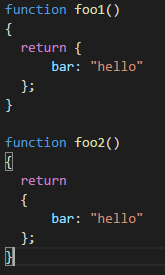 function foo1()
{
  return {
      bar: "hello"
  };
}

function foo2()
{
  return
  {
      bar: "hello"
  };
}